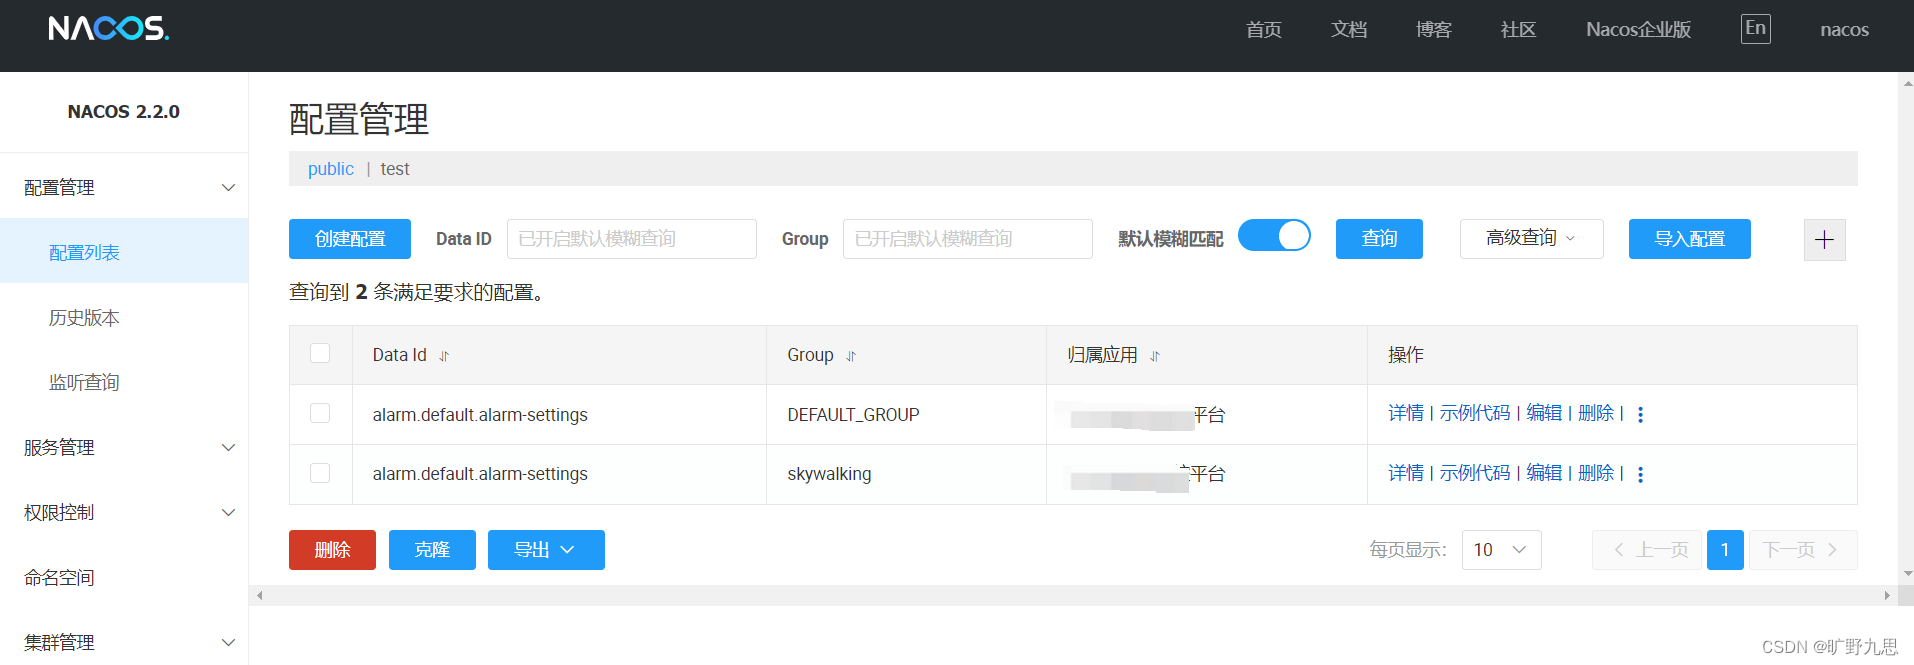 NACOS.
首页 文档 博客 社区 Nacos企业版 En nacos
NACOS 2.2.0
配置管理
配置列表
历史版本
监听查询
服务管理
权限控制
命名空间
集群管理
配置管理
public | test
创建配置 Data ID 已开启默认模糊查询 Group 已开启默认模糊查询 默认模糊匹配 查询 高级查询 导入配置 +
查询到 2 条满足要求的配置。
Data Id Group 归属应用 操作
alarm.default.alarm-settings DEFAULT_GROUP 平台 详情 | 示例代码 | 编辑 | 删除 |
alarm.default.alarm-settings skywalking 平台 详情 | 示例代码 | 编辑 | 删除 |
删除 克隆 导出 每页显示: 10 上一页 1 下一页
CSDN @旷野九思